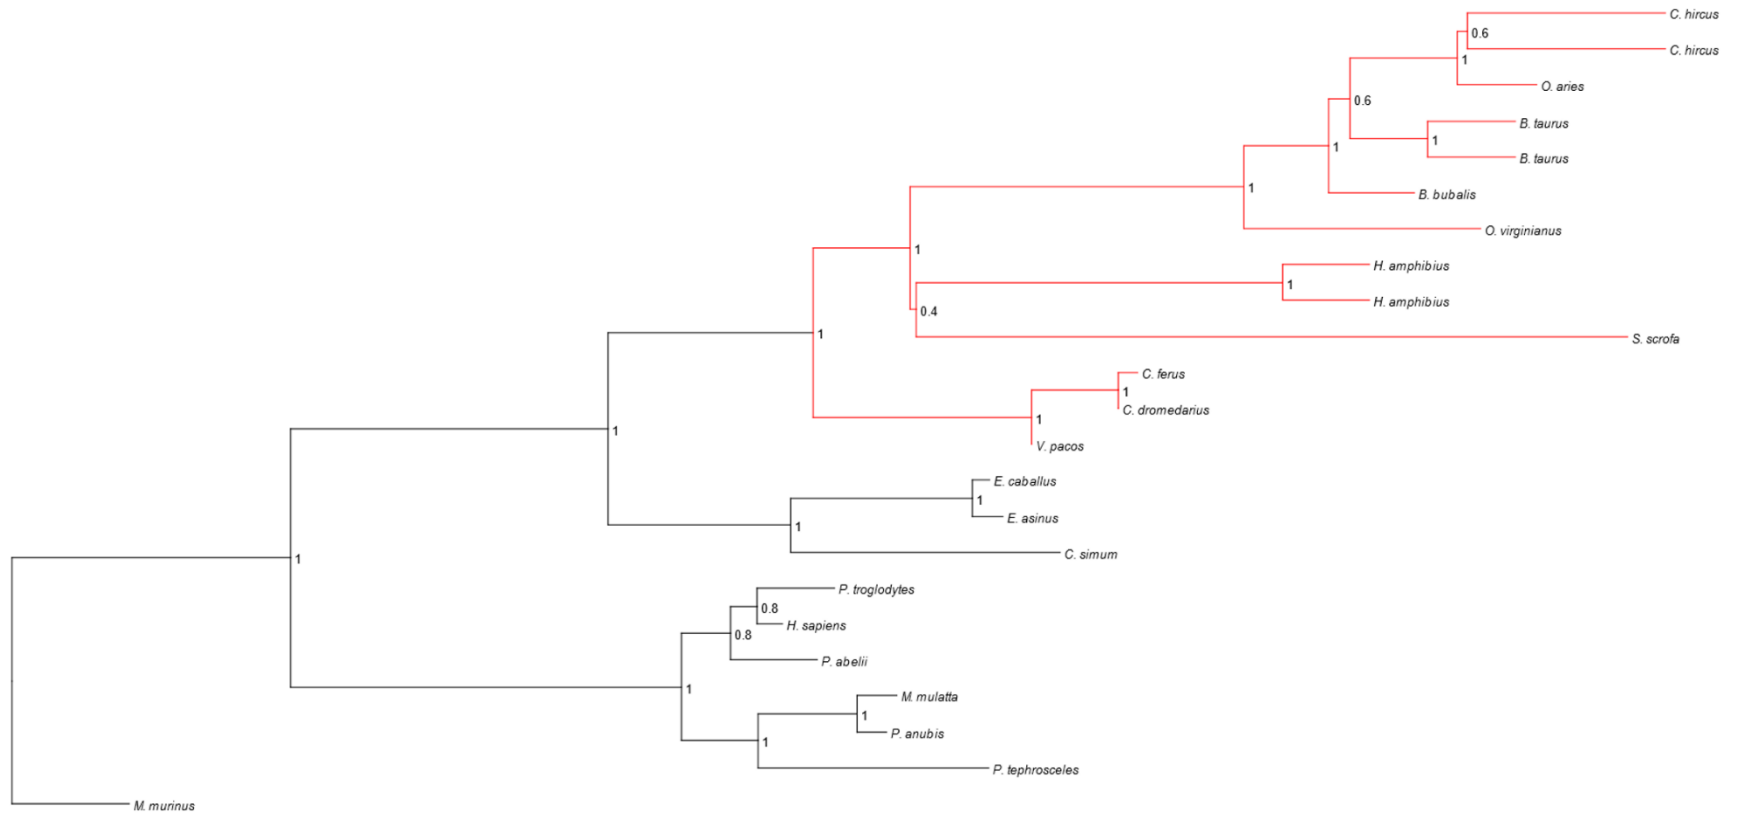 C. hircus
0.6
C. hircus
1
O. aries
0.6
B. taurus
1
B. taurus
1
B. bubalis
1
O. virginianus
1
H. amphibius
1
H. amphibius
0.4
S. scrofa
1
C. ferus
1
C. dromedarius
1
V. pacos
1
E. caballus
1
E. asinus
1
C. simum
1
P. troglodytes
0.8
H. sapiens
0.8
P. abelii
1
M. mulatta
1
P. anubis
1
P. tephrosceles
M. murinus